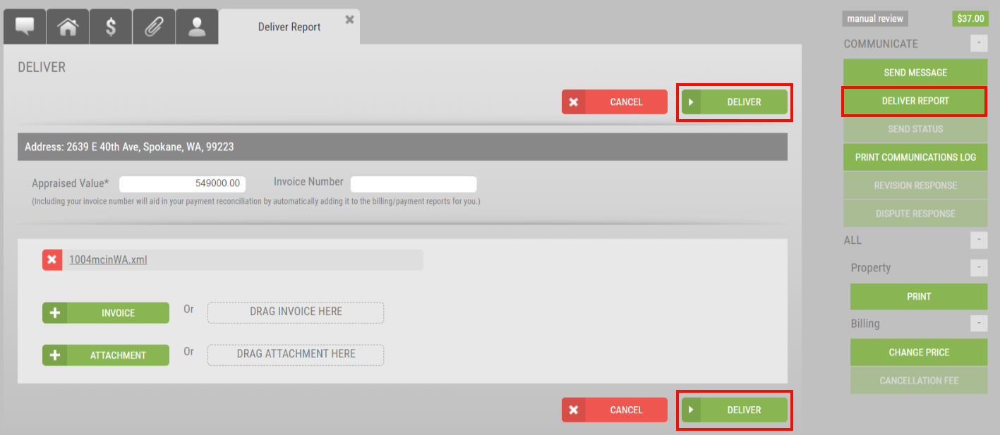 Deliver Report
manual review
$37.00
COMMUNICATE
-
DELIVER
SEND MESSAGE
CANCEL
DELIVER
DELIVER REPORT
SEND STATUS
Address: 2639 E 40th Ave, Spokane, WA, 99223
PRINT COMMUNICATIONS LOG
Appraised Value*
549000.00
Invoice Number
REVISION RESPONSE
(Including your invoice number will aid in your payment reconciliation by automatically adding it to the billing/payment reports for you.)
DISPUTE RESPONSE
ALL
-
1004mcinWA.xml
Property
-
PRINT
INVOICE
Or
DRAG INVOICE HERE
Billing
-
ATTACHMENT
Or
DRAG ATTACHMENT HERE
CHANGE PRICE
CANCELLATION FEE
CANCEL
DELIVER